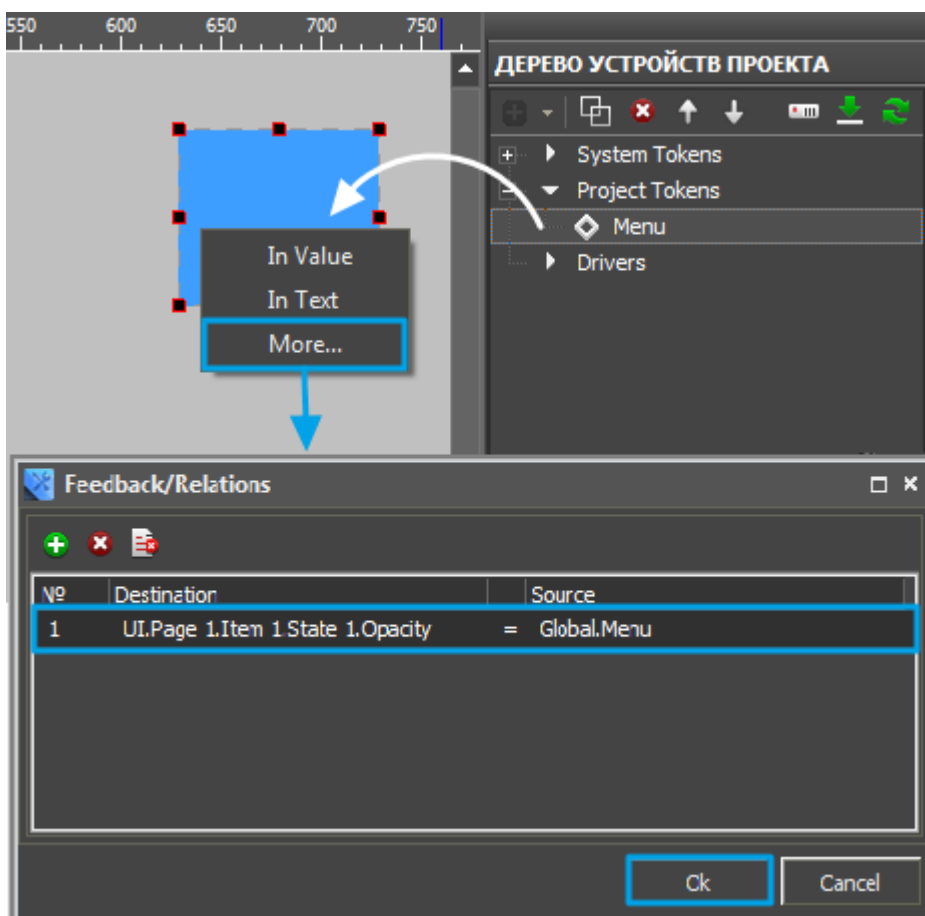 550 600 650 700 750
ДЕРЕВО УСТРОЙСТВ ПРОЕКТА
System Tokens
Project Tokens
Menu
Drivers
In Value
In Text
More...
Feedback/Relations
№ Destination Source
1 UI.Page 1.Item 1.State 1.Opacity = Global.Menu
Ok Cancel